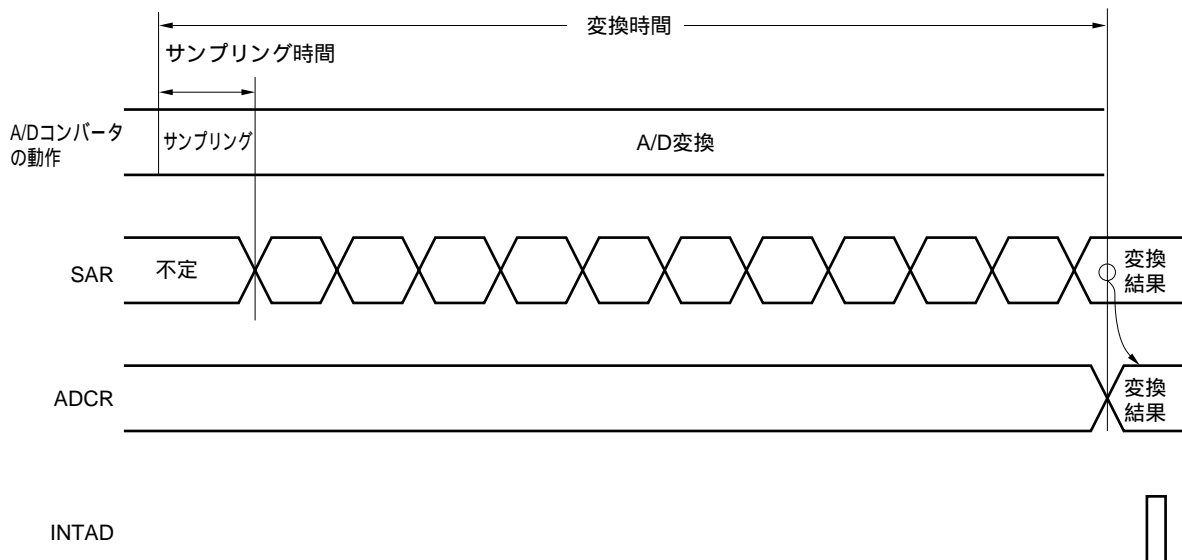 変換時間
サンプリング時間
A/Dコンバータ
の動作
サンプリング
A/D変換
SAR
不定
変換
結果
ADCR
変換
結果
INTAD